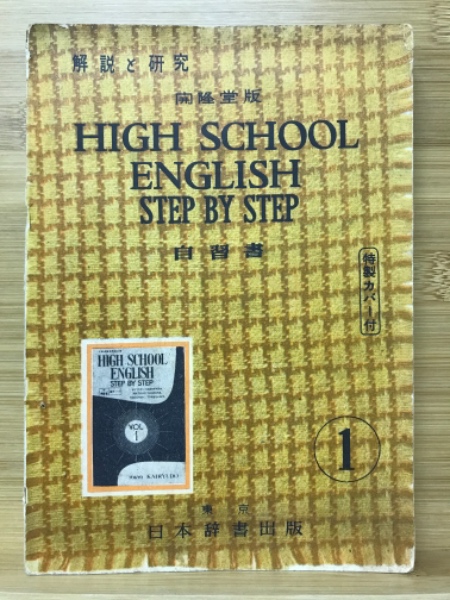 解説と研究
開隆堂版
HIGH SCHOOL
ENGLISH
STEP BY STEP
自習書
特製カバー付
HIGH SCHOOL
ENGLISH
STEP BY STEP
VOL
1
KAIRYUDO
1
東京
日本辞書出版